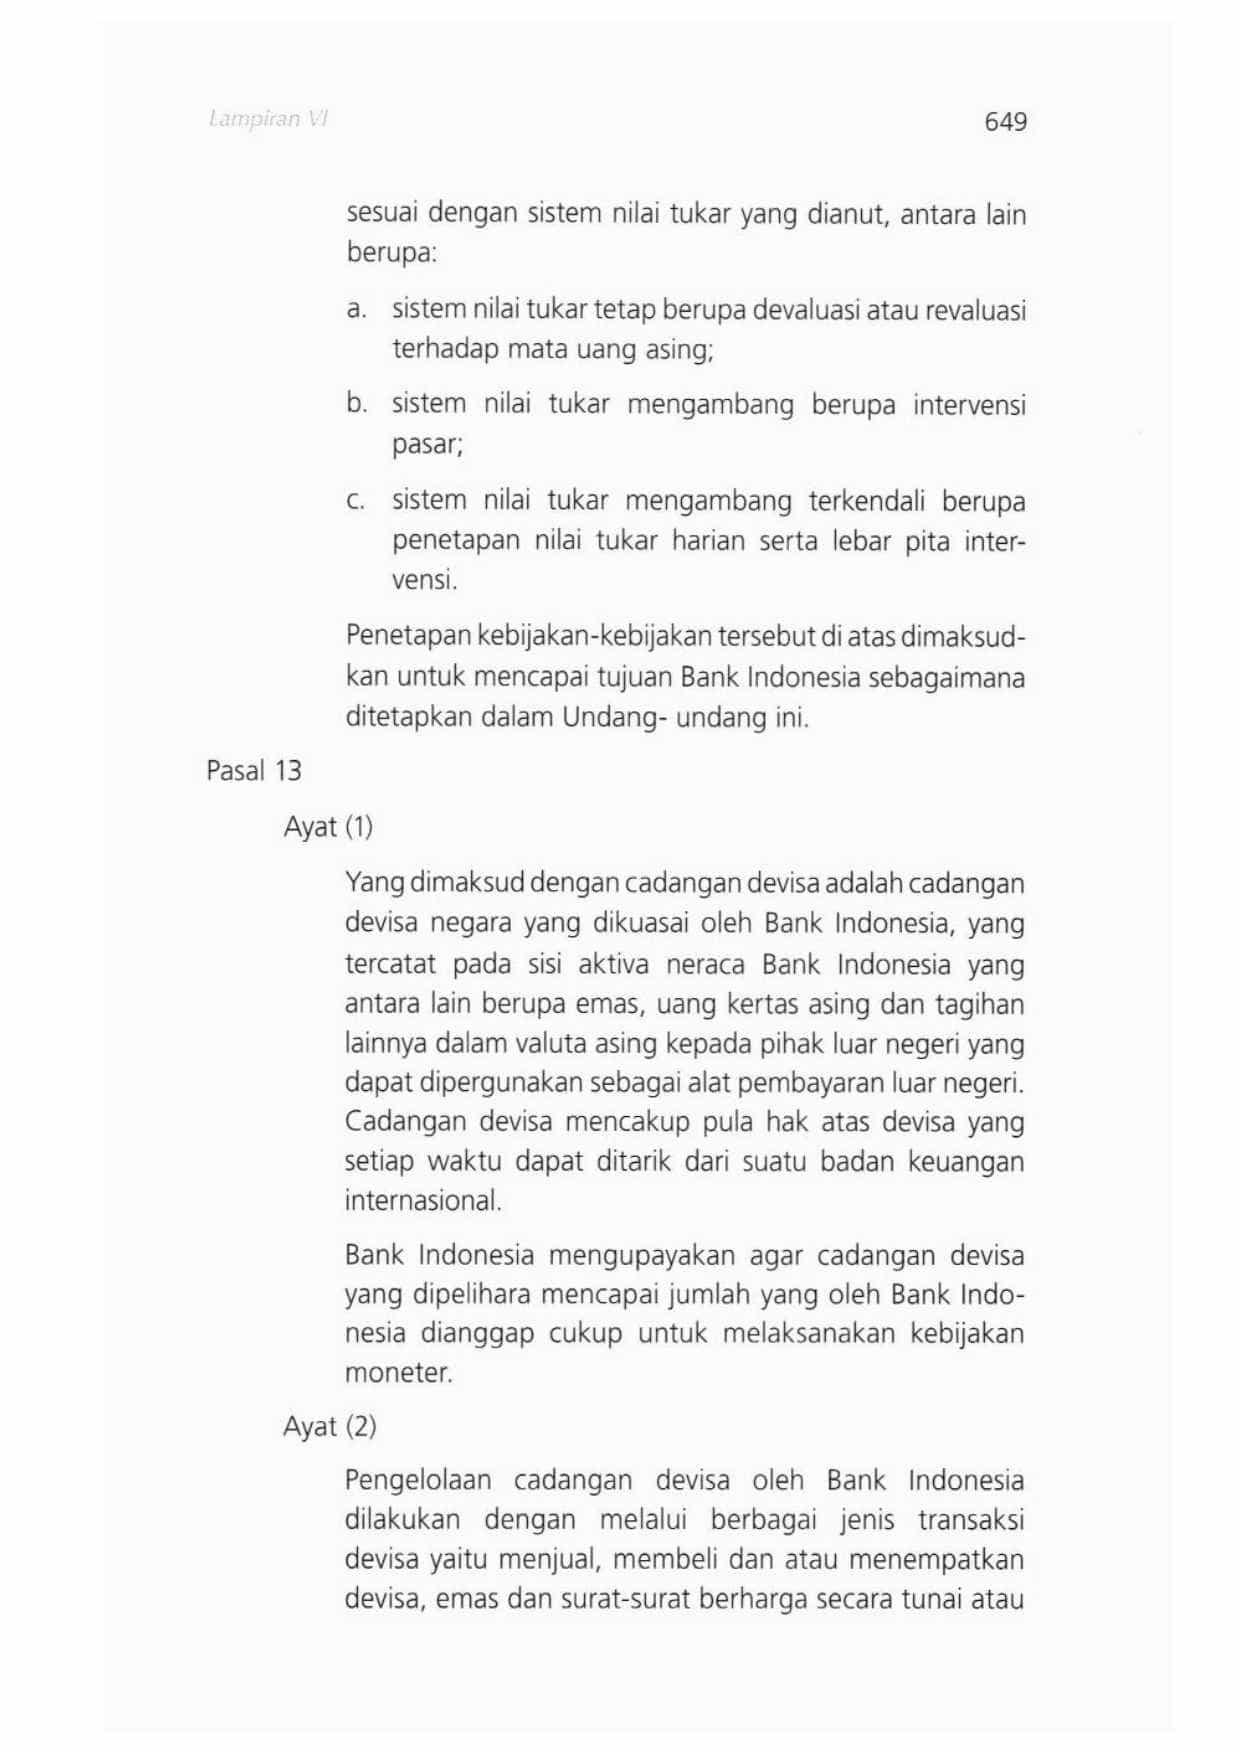 Lampiran VI
649
sesuai dengan sistem nilai tukar yang dianut, antara lain
berupa:
a. sistem nilai tukar tetap berupa devaluasi atau revaluasi
terhadap mata uang asing;
b. sistem nilai tukar mengambang berupa intervensi
pasar;
c. sistem nilai tukar mengambang terkendali berupa
penetapan nilai tukar harian serta lebar pita inter-
vensi.
Penetapan kebijakan-kebijakan tersebut di atas dimaksud-
kan untuk mencapai tujuan Bank Indonesia sebagaimana
ditetapkan dalam Undang- undang ini.
Pasal 13
Ayat (1)
Yang dimaksud dengan cadangan devisa adalah cadangan
devisa negara yang dikuasai oleh Bank Indonesia, yang
tercatat pada sisi aktiva neraca Bank Indonesia yang
antara lain berupa emas, uang kertas asing dan tagihan
lainnya dalam valuta asing kepada pihak luar negeri yang
dapat dipergunakan sebagai alat pembayaran luar negeri.
Cadangan devisa mencakup pula hak atas devisa yang
setiap waktu dapat ditarik dari suatu badan keuangan
internasional.
Bank Indonesia mengupayakan agar cadangan devisa
yang dipelihara mencapai jumlah yang oleh Bank Indo-
nesia dianggap cukup untuk melaksanakan kebijakan
moneter.
Ayat (2)
Pengelolaan cadangan devisa oleh Bank Indonesia
dilakukan dengan melalui berbagai jenis transaksi
devisa yaitu menjual, membeli dan atau menempatkan
devisa, emas dan surat-surat berharga secara tunai atau